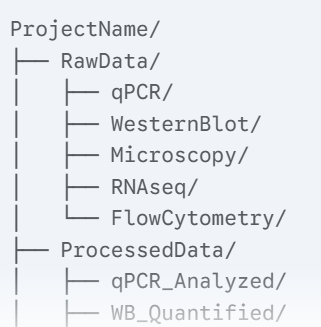 ProjectName/
├── RawData/
│   ├── qPCR/
│   ├── WesternBlot/
│   ├── Microscopy/
│   ├── RNAseq/
│   └── FlowCytometry/
├── ProcessedData/
│   ├── qPCR_Analyzed/
│   ├── WB_Quantified/